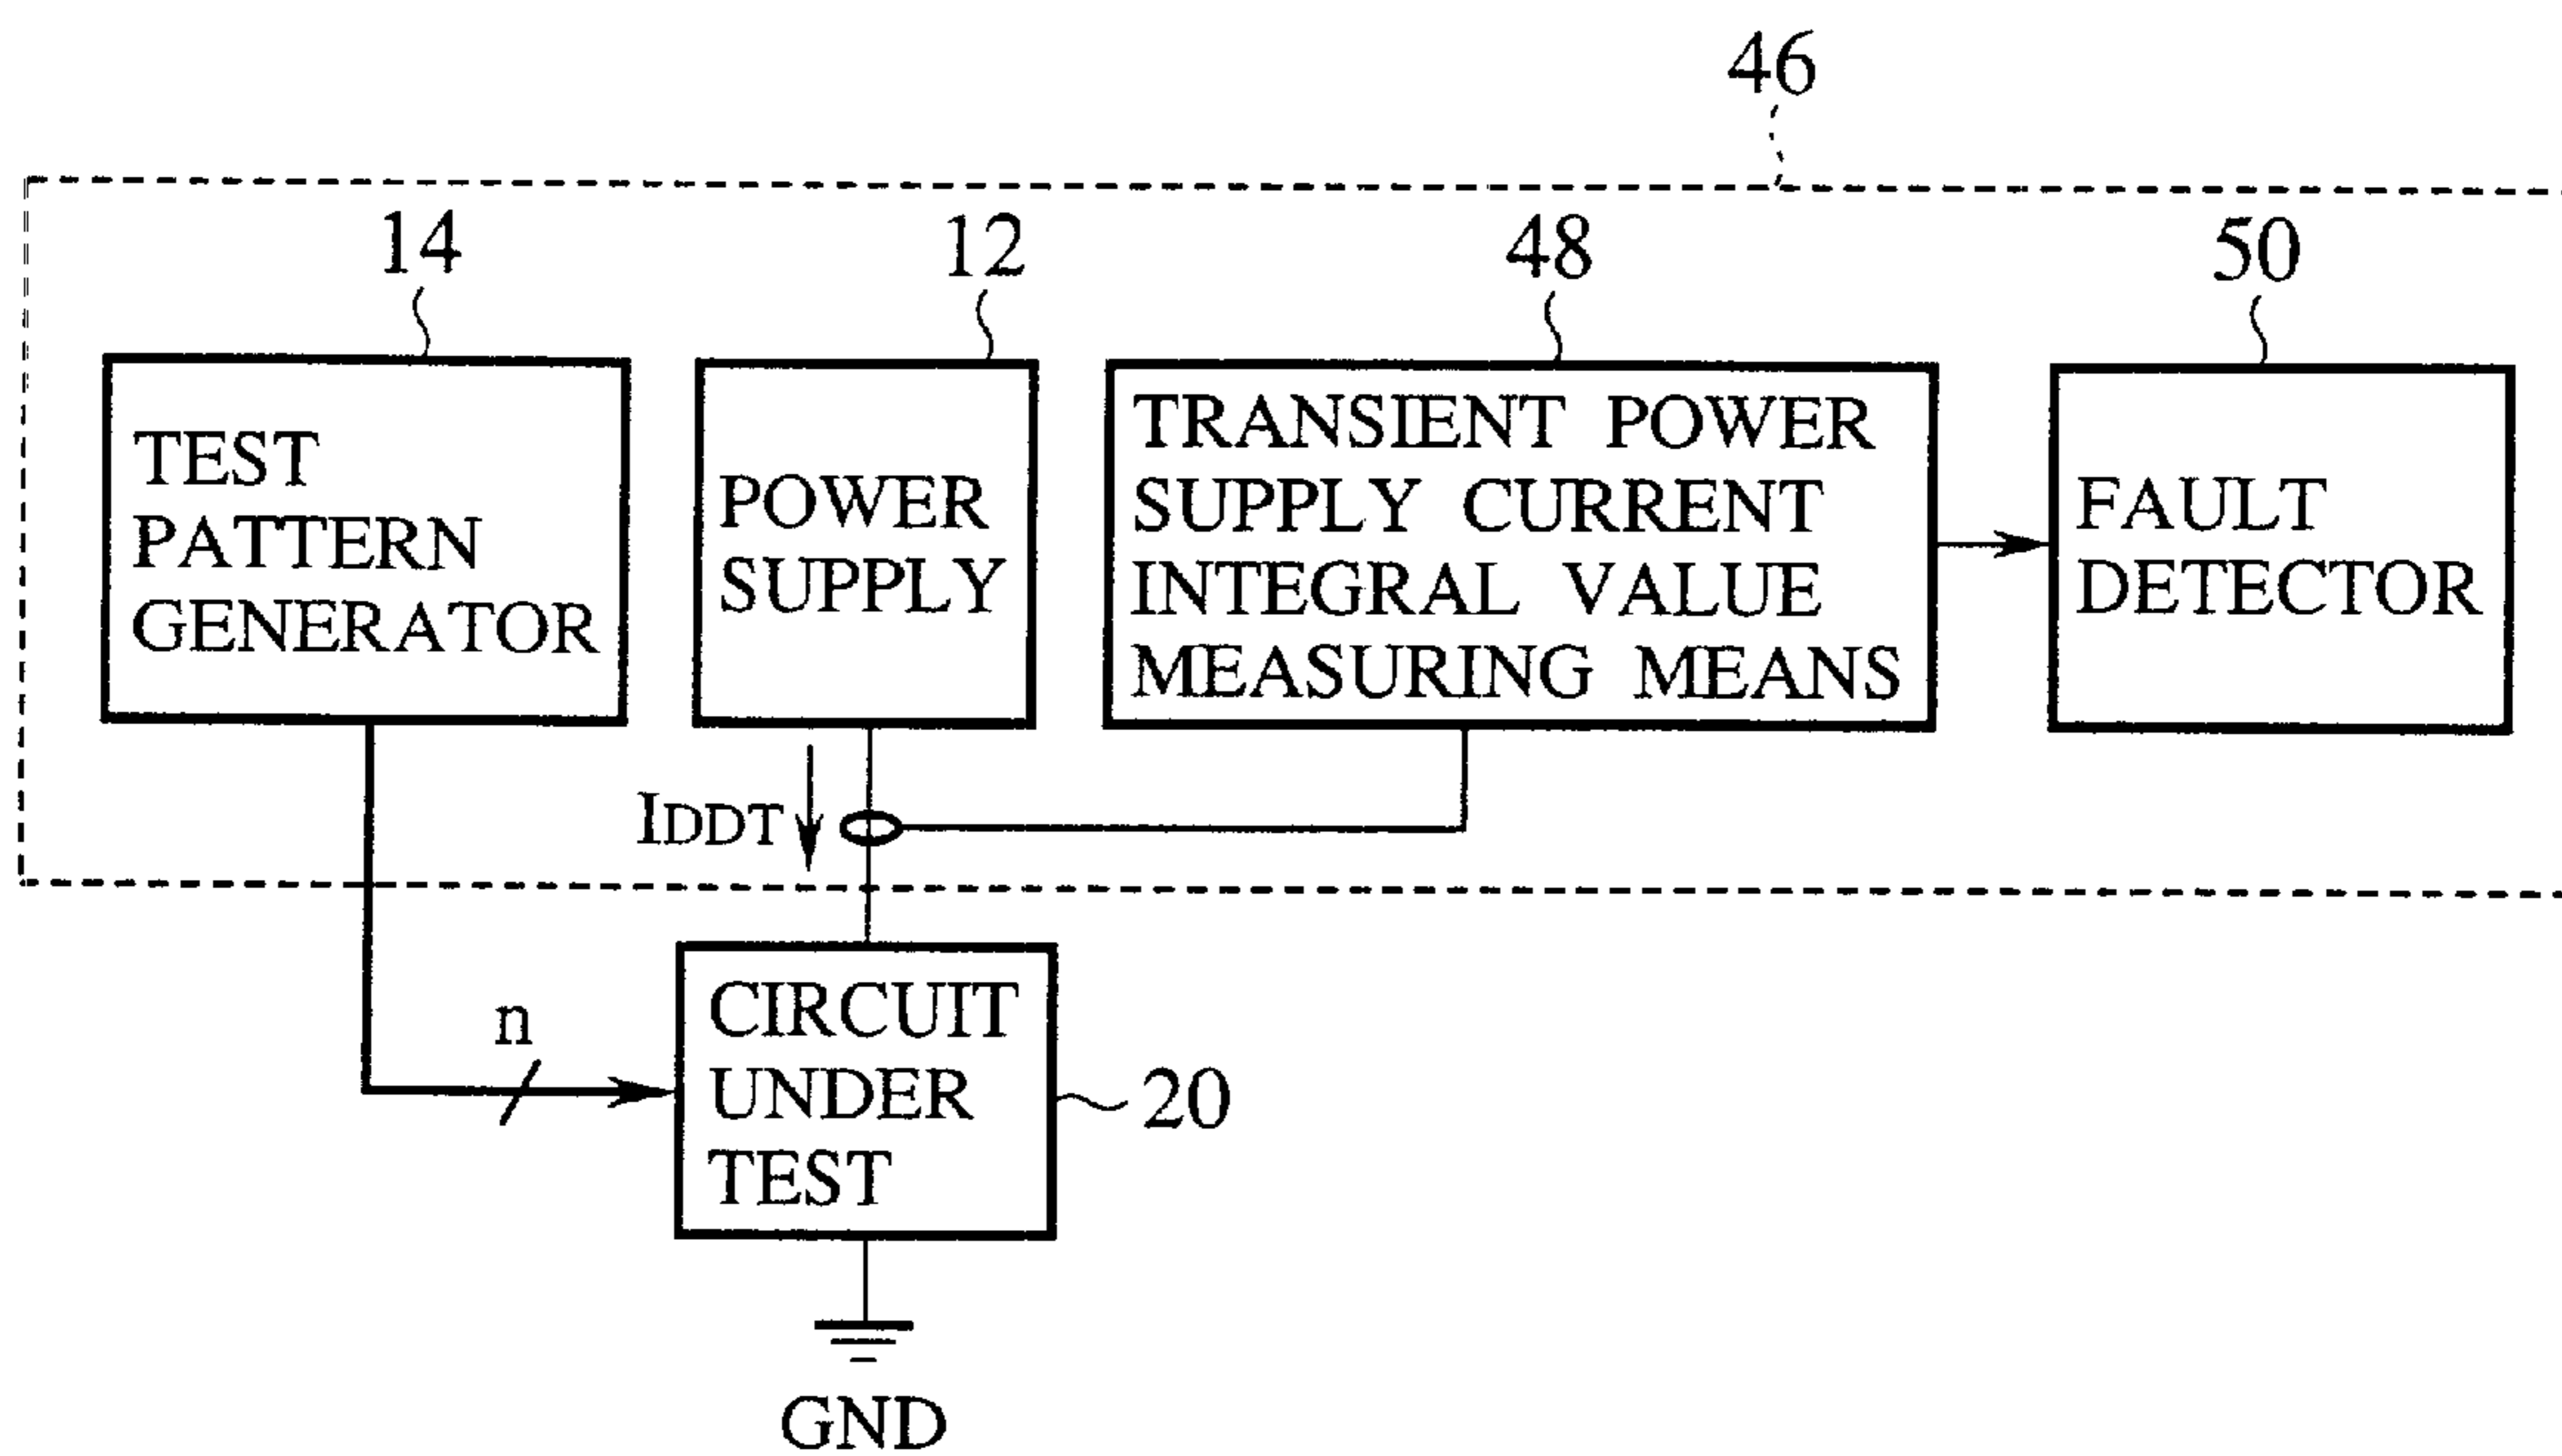 46
14
12
48
50
TEST
PATTERN
GENERATOR
POWER
SUPPLY
TRANSIENT POWER
SUPPLY CURRENT
INTEGRAL VALUE
MEASURING MEANS
FAULT
DETECTOR
IDDT
n
CIRCUIT
UNDER
TEST
20
GND